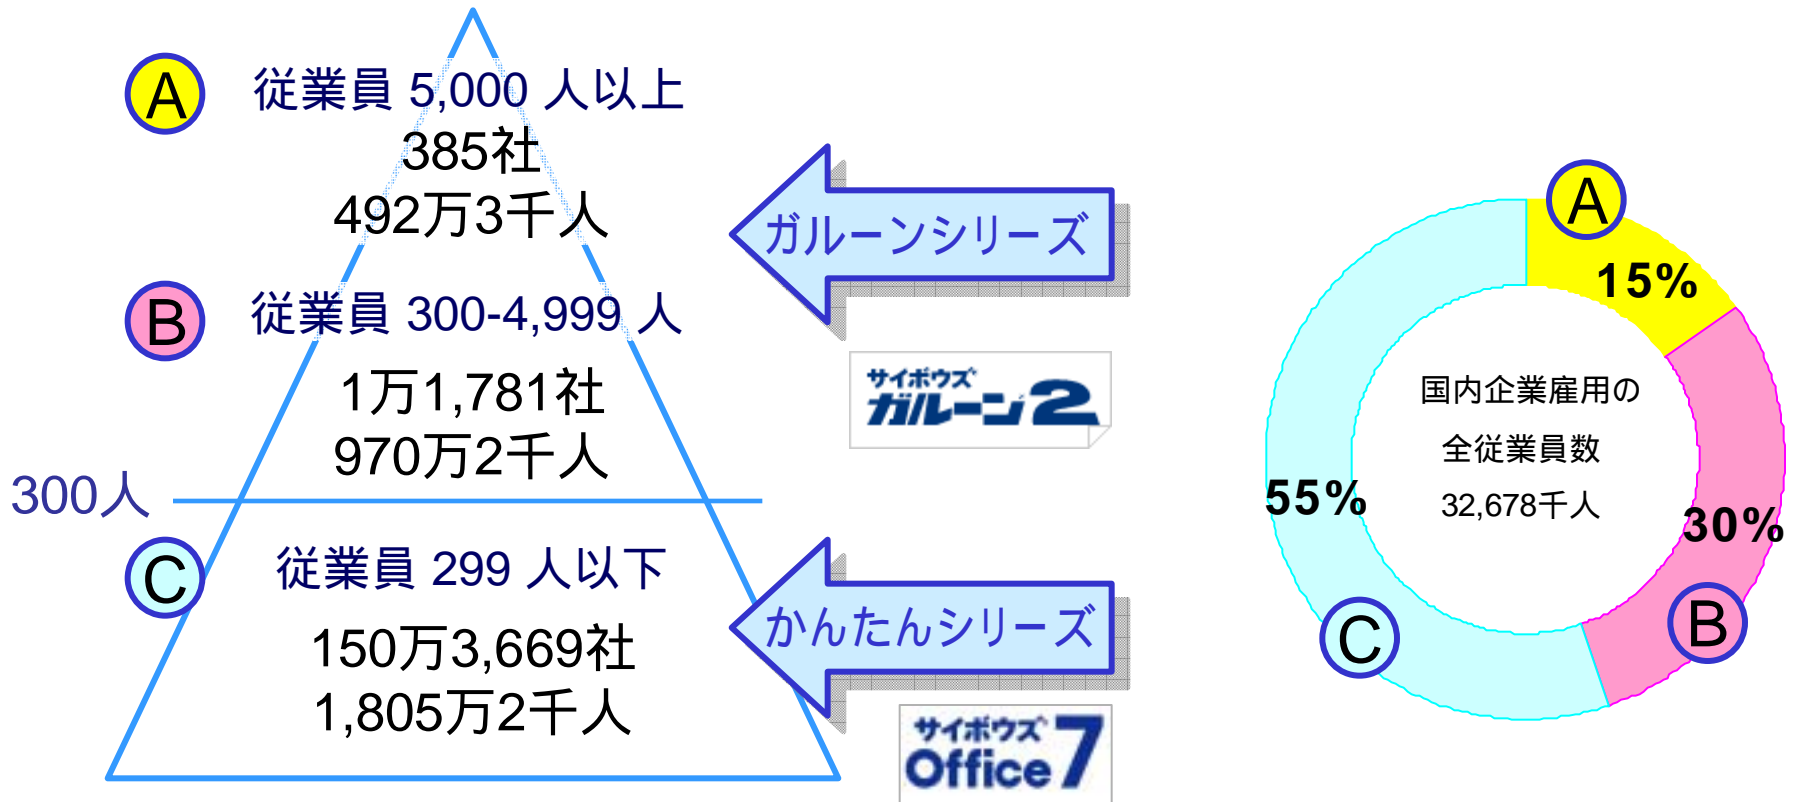 A
従業員 5,000 人以上
385社
492万3千人
B
従業員 300-4,999 人
1万1,781社
970万2千人
300人
C
従業員 299 人以下
150万3,669社
1,805万2千人
ガルーンシリーズ
サイボウズ
ガルーン2
かんたんシリーズ
サイボウズ
Office 7
A
15%
国内企業雇用の
全従業員数
32,678千人
55%
30%
C
B